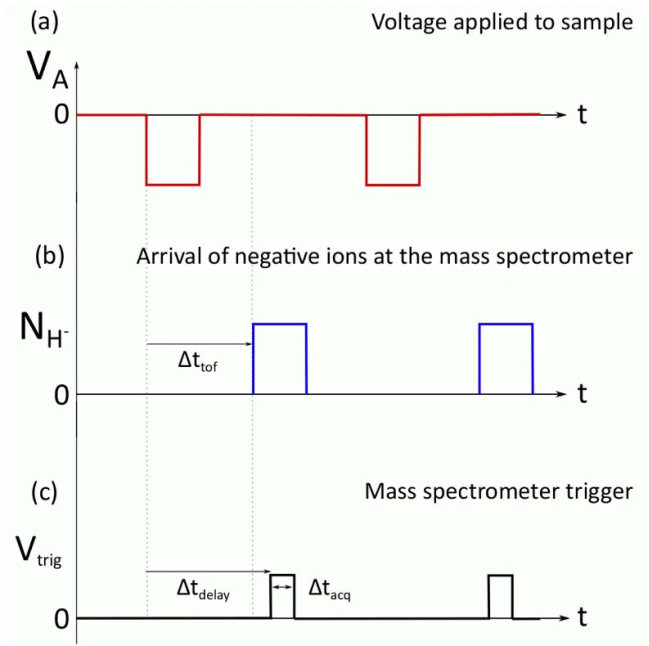 (a) Voltage applied to sample
V_A
0 t
(b) Arrival of negative ions at the mass spectrometer
N_H⁻
Δt_tof
0 t
(c) Mass spectrometer trigger
V_trig
Δt_delay Δt_acq
0 t